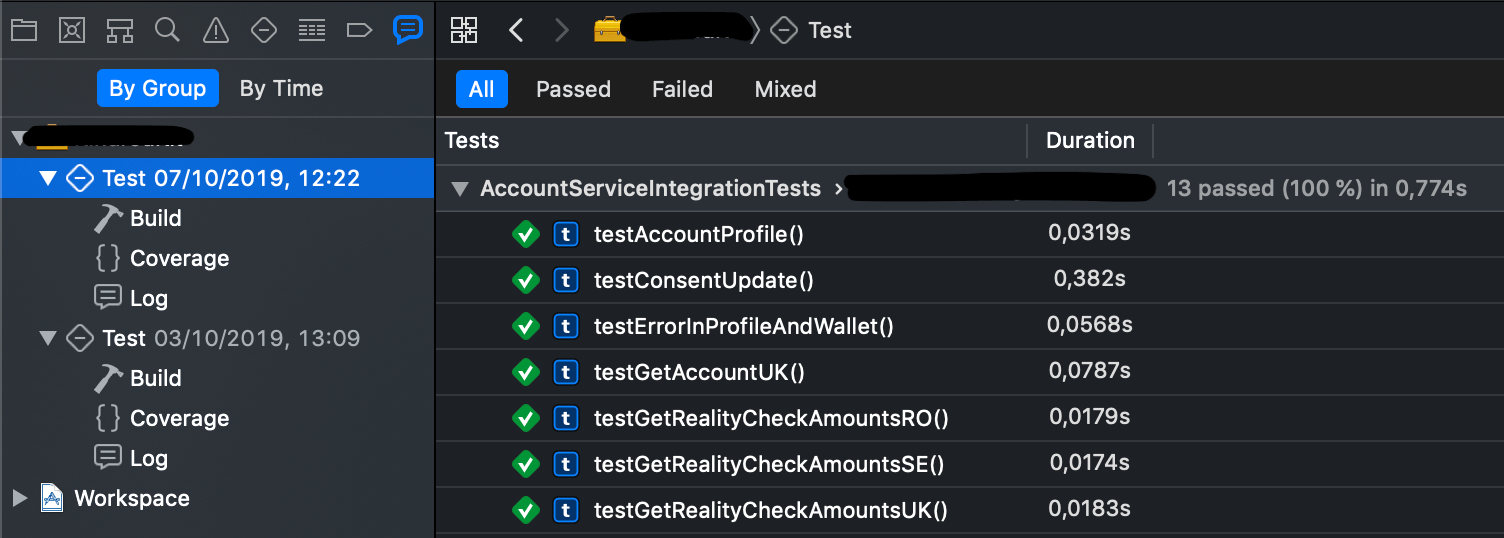 Test
By Group By Time
All Passed Failed Mixed
Tests Duration
Test 07/10/2019, 12:22
Build
Coverage
Log
Test 03/10/2019, 13:09
Build
Coverage
Log
Workspace
AccountServiceIntegrationTests › 13 passed (100 %) in 0,774s
t testAccountProfile() 0,0319s
t testConsentUpdate() 0,382s
t testErrorInProfileAndWallet() 0,0568s
t testGetAccountUK() 0,0787s
t testGetRealityCheckAmountsRO() 0,0179s
t testGetRealityCheckAmountsSE() 0,0174s
t testGetRealityCheckAmountsUK() 0,0183s